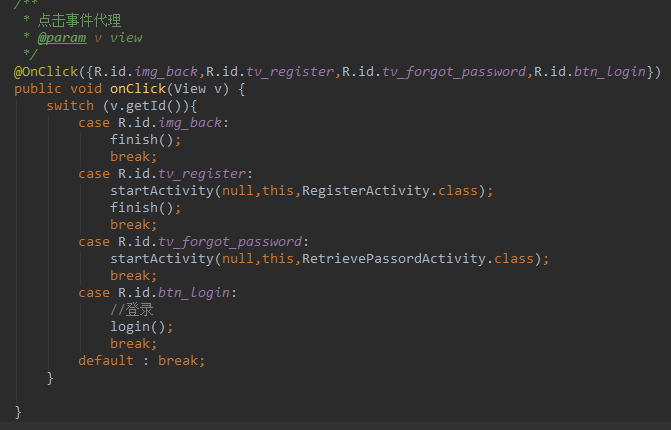 /**
 * 点击事件代理
 * @param v view
 */
@OnClick({R.id.img_back,R.id.tv_register,R.id.tv_forgot_password,R.id.btn_login})
public void onClick(View v) {
    switch (v.getId()){
        case R.id.img_back:
            finish();
            break;
        case R.id.tv_register:
            startActivity(null,this,RegisterActivity.class);
            finish();
            break;
        case R.id.tv_forgot_password:
            startActivity(null,this,RetrievePassordActivity.class);
            break;
        case R.id.btn_login:
            //登录
            login();
            break;
        default : break;
    }
}